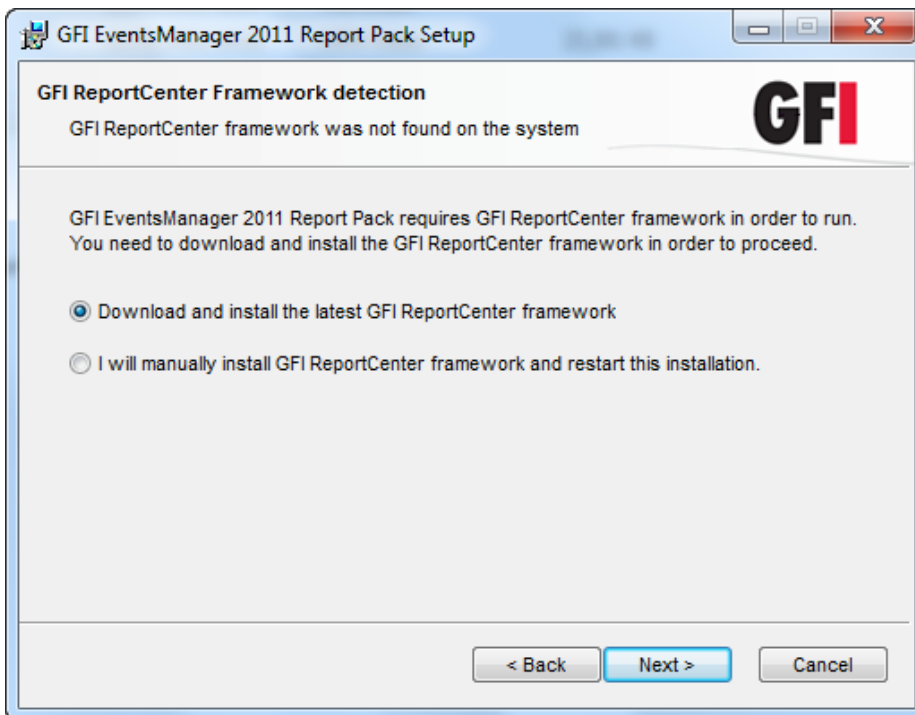 GFI EventsManager 2011 Report Pack Setup
GFI ReportCenter Framework detection
GFI ReportCenter framework was not found on the system
GFI
GFI EventsManager 2011 Report Pack requires GFI ReportCenter framework in order to run.
You need to download and install the GFI ReportCenter framework in order to proceed.
Download and install the latest GFI ReportCenter framework
I will manually install GFI ReportCenter framework and restart this installation.
< Back Next > Cancel